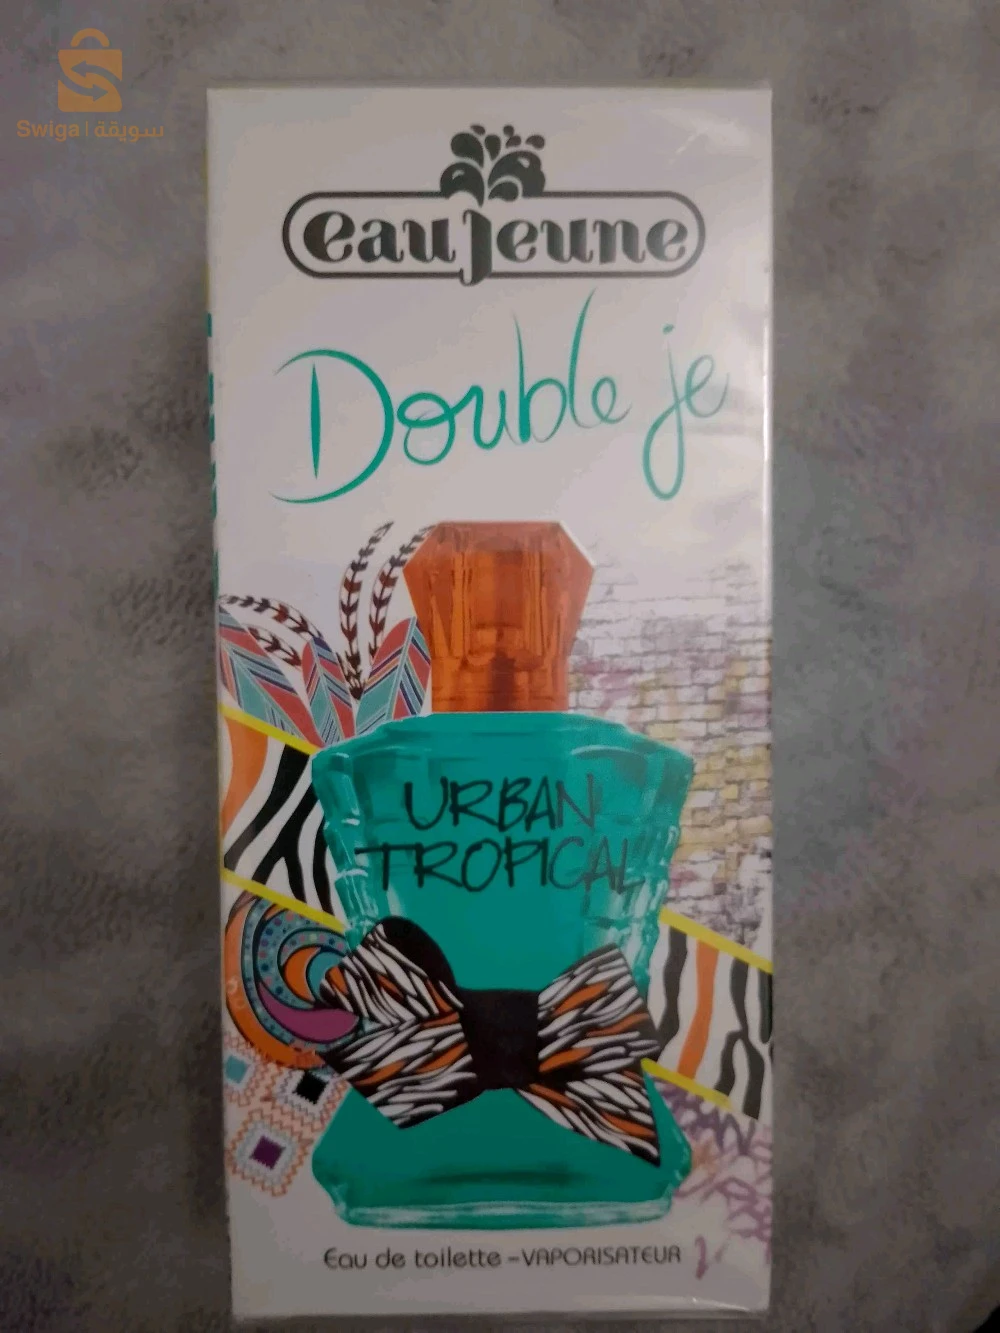 Swiga | سويقة
eau jeune
Double je
URBAN
TROPICAL
Eau de toilette - VAPORISATEUR